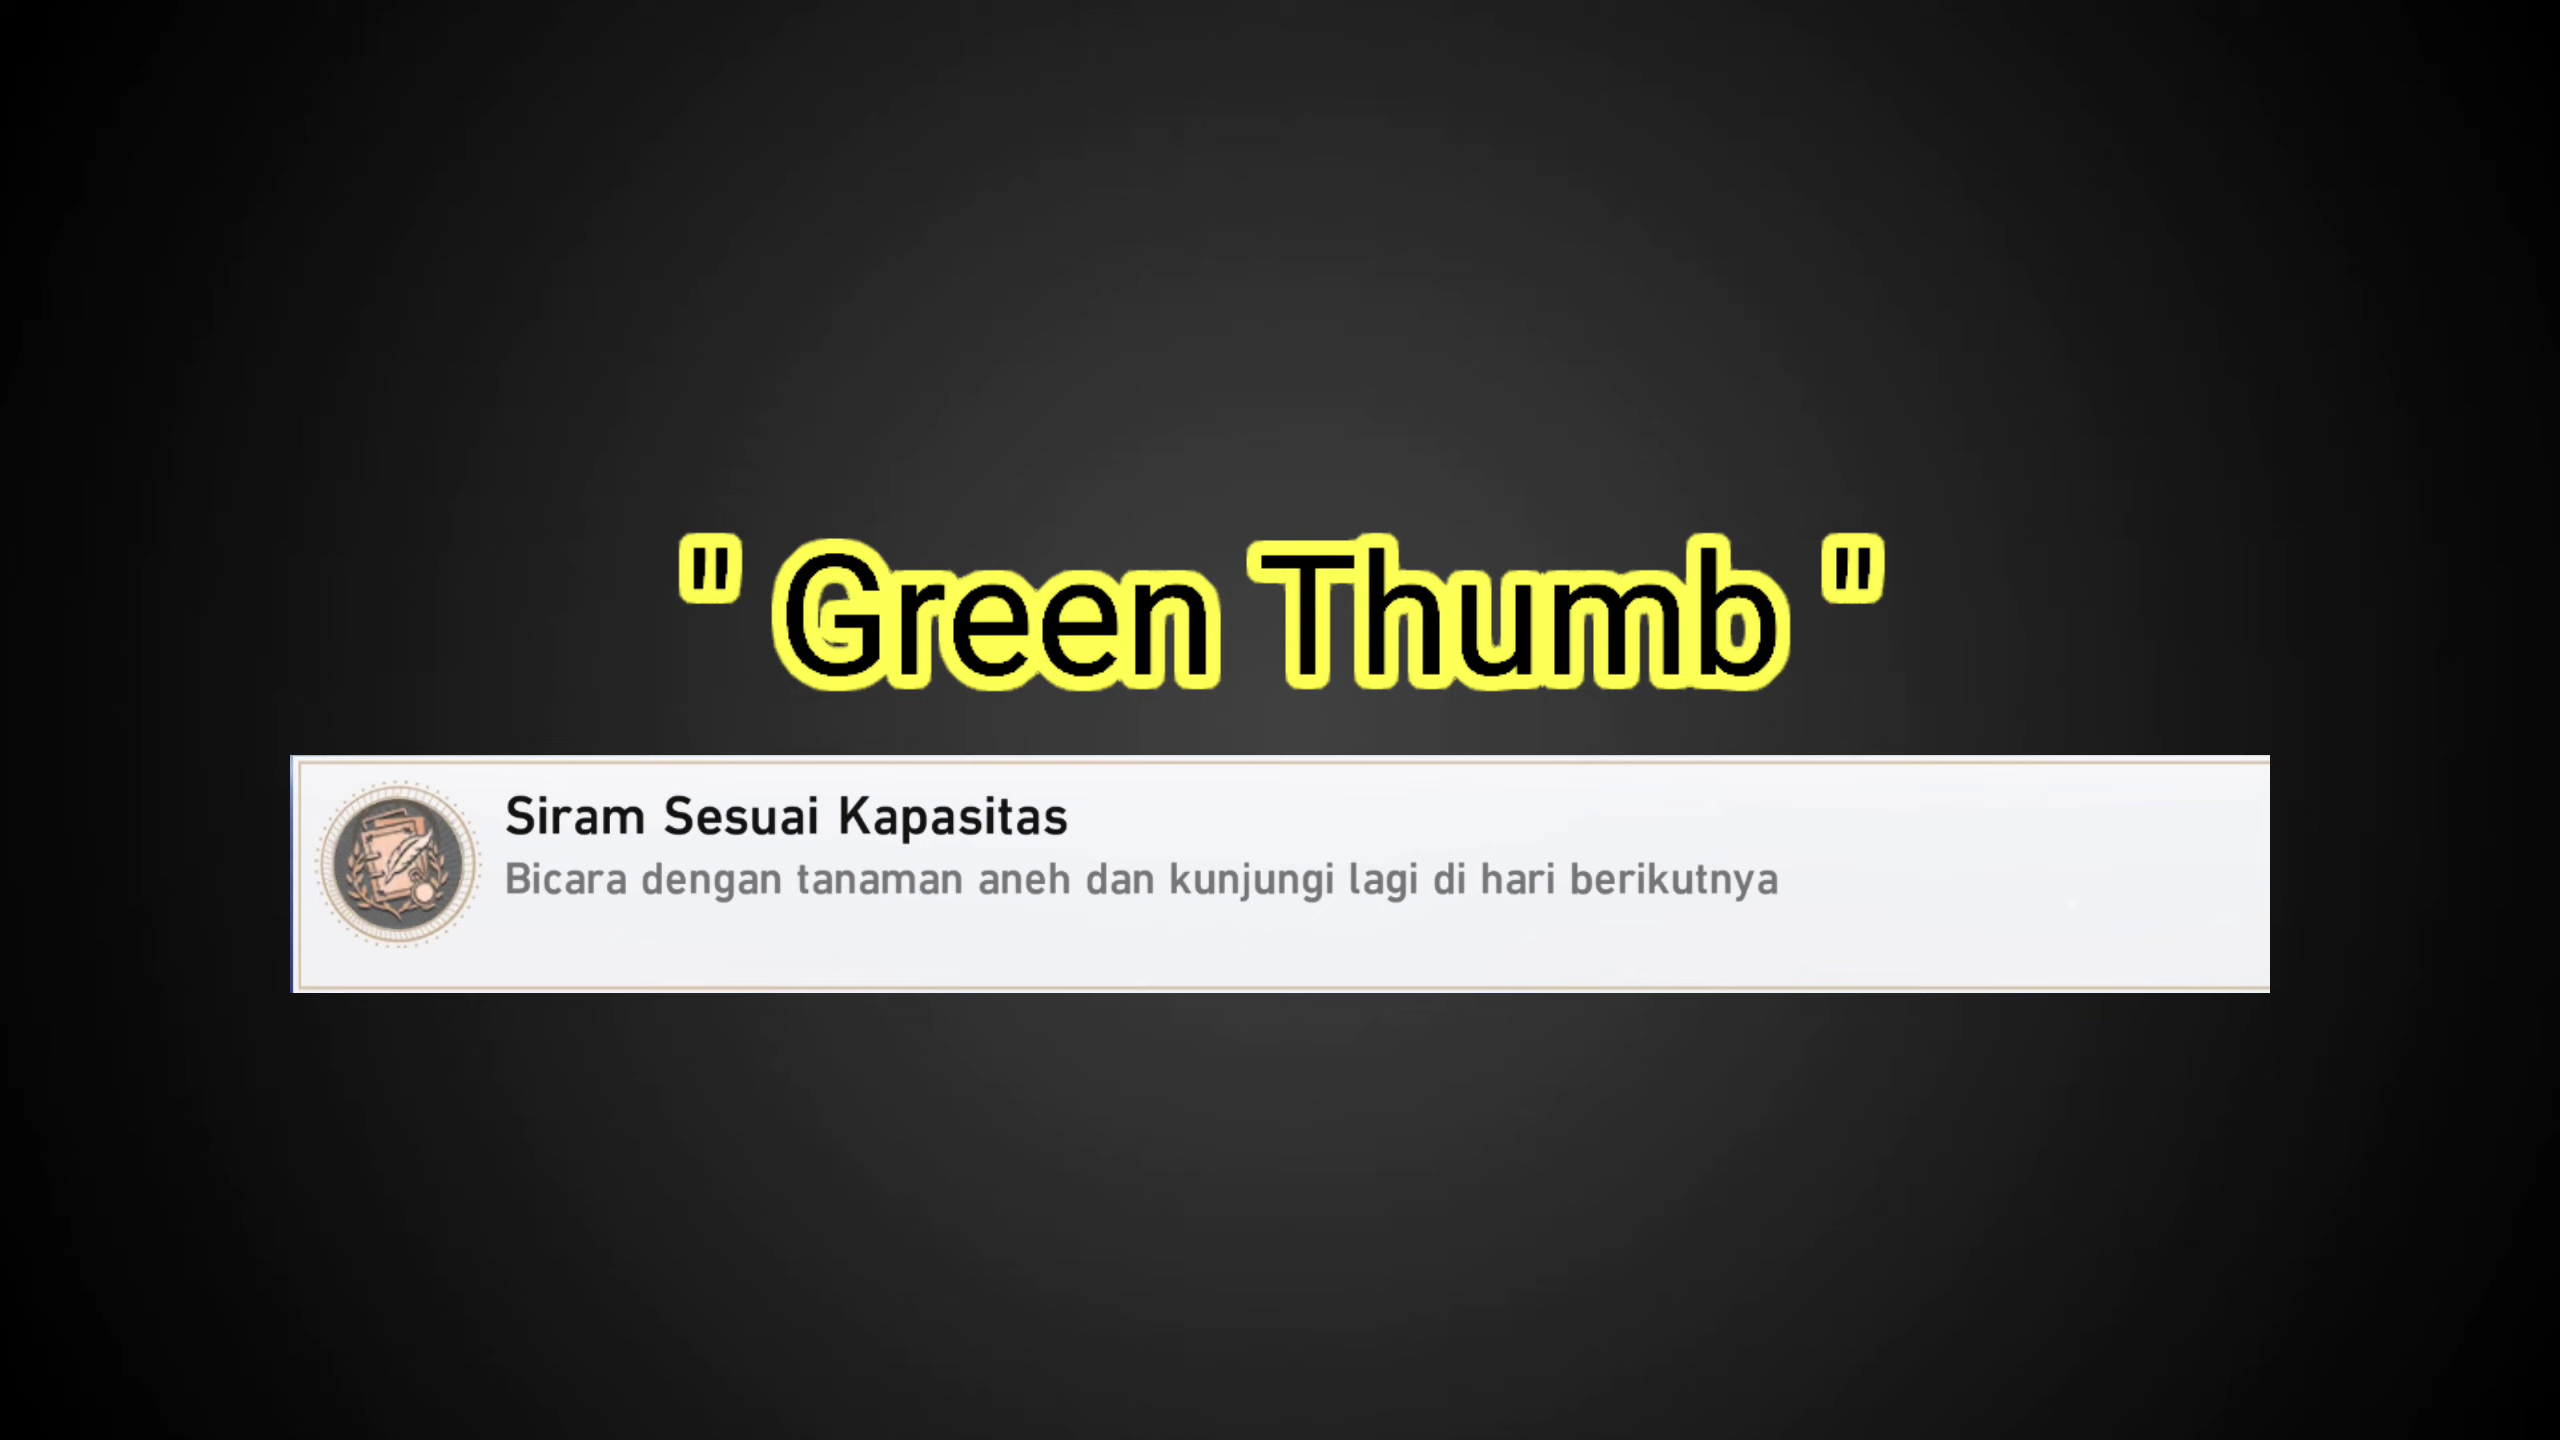 " Green Thumb "
Siram Sesuai Kapasitas
Bicara dengan tanaman aneh dan kunjungi lagi di hari berikutnya